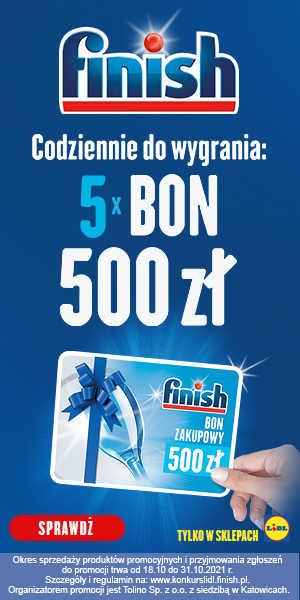 finish
Codziennie do wygrania:
5 x BON
500 zł
finish
BON
ZAKUPOWY
500 zł
SPRAWDŹ
TYLKO W SKLEPACH LIDL
Okres sprzedaży produktów promocyjnych i przyjmowania zgłoszeń
do promocji trwa od 18.10 do 31.10.2021 r.
Szczegóły i regulamin na: www.konkurslidl.finish.pl.
Organizatorem promocji jest Tolino Sp. z o.o. z siedzibą w Katowicach.